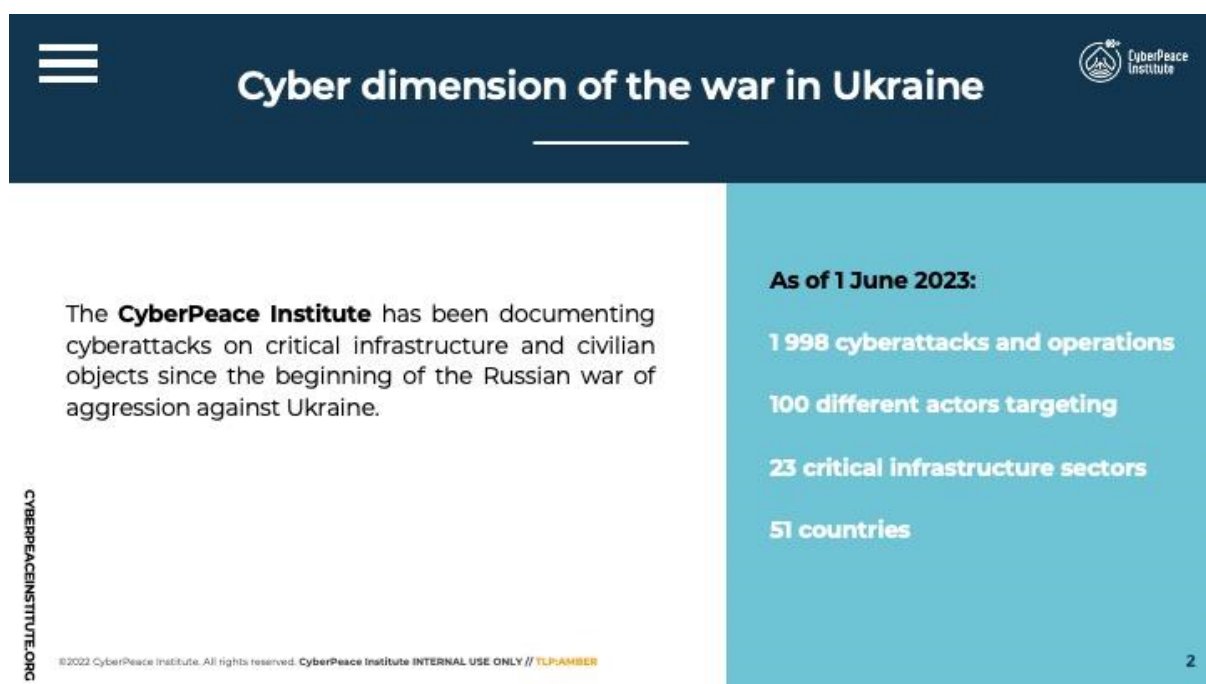 Cyber dimension of the war in Ukraine
CyberPeace
Institute
The CyberPeace Institute has been documenting
cyberattacks on critical infrastructure and civilian
objects since the beginning of the Russian war of
aggression against Ukraine.
As of 1 June 2023:
1 998 cyberattacks and operations
100 different actors targeting
23 critical infrastructure sectors
51 countries
CYBERPEACEINSTITUTE.ORG
©2022 CyberPeace Institute. All rights reserved. CyberPeace Institute INTERNAL USE ONLY // TLP:AMBER
2